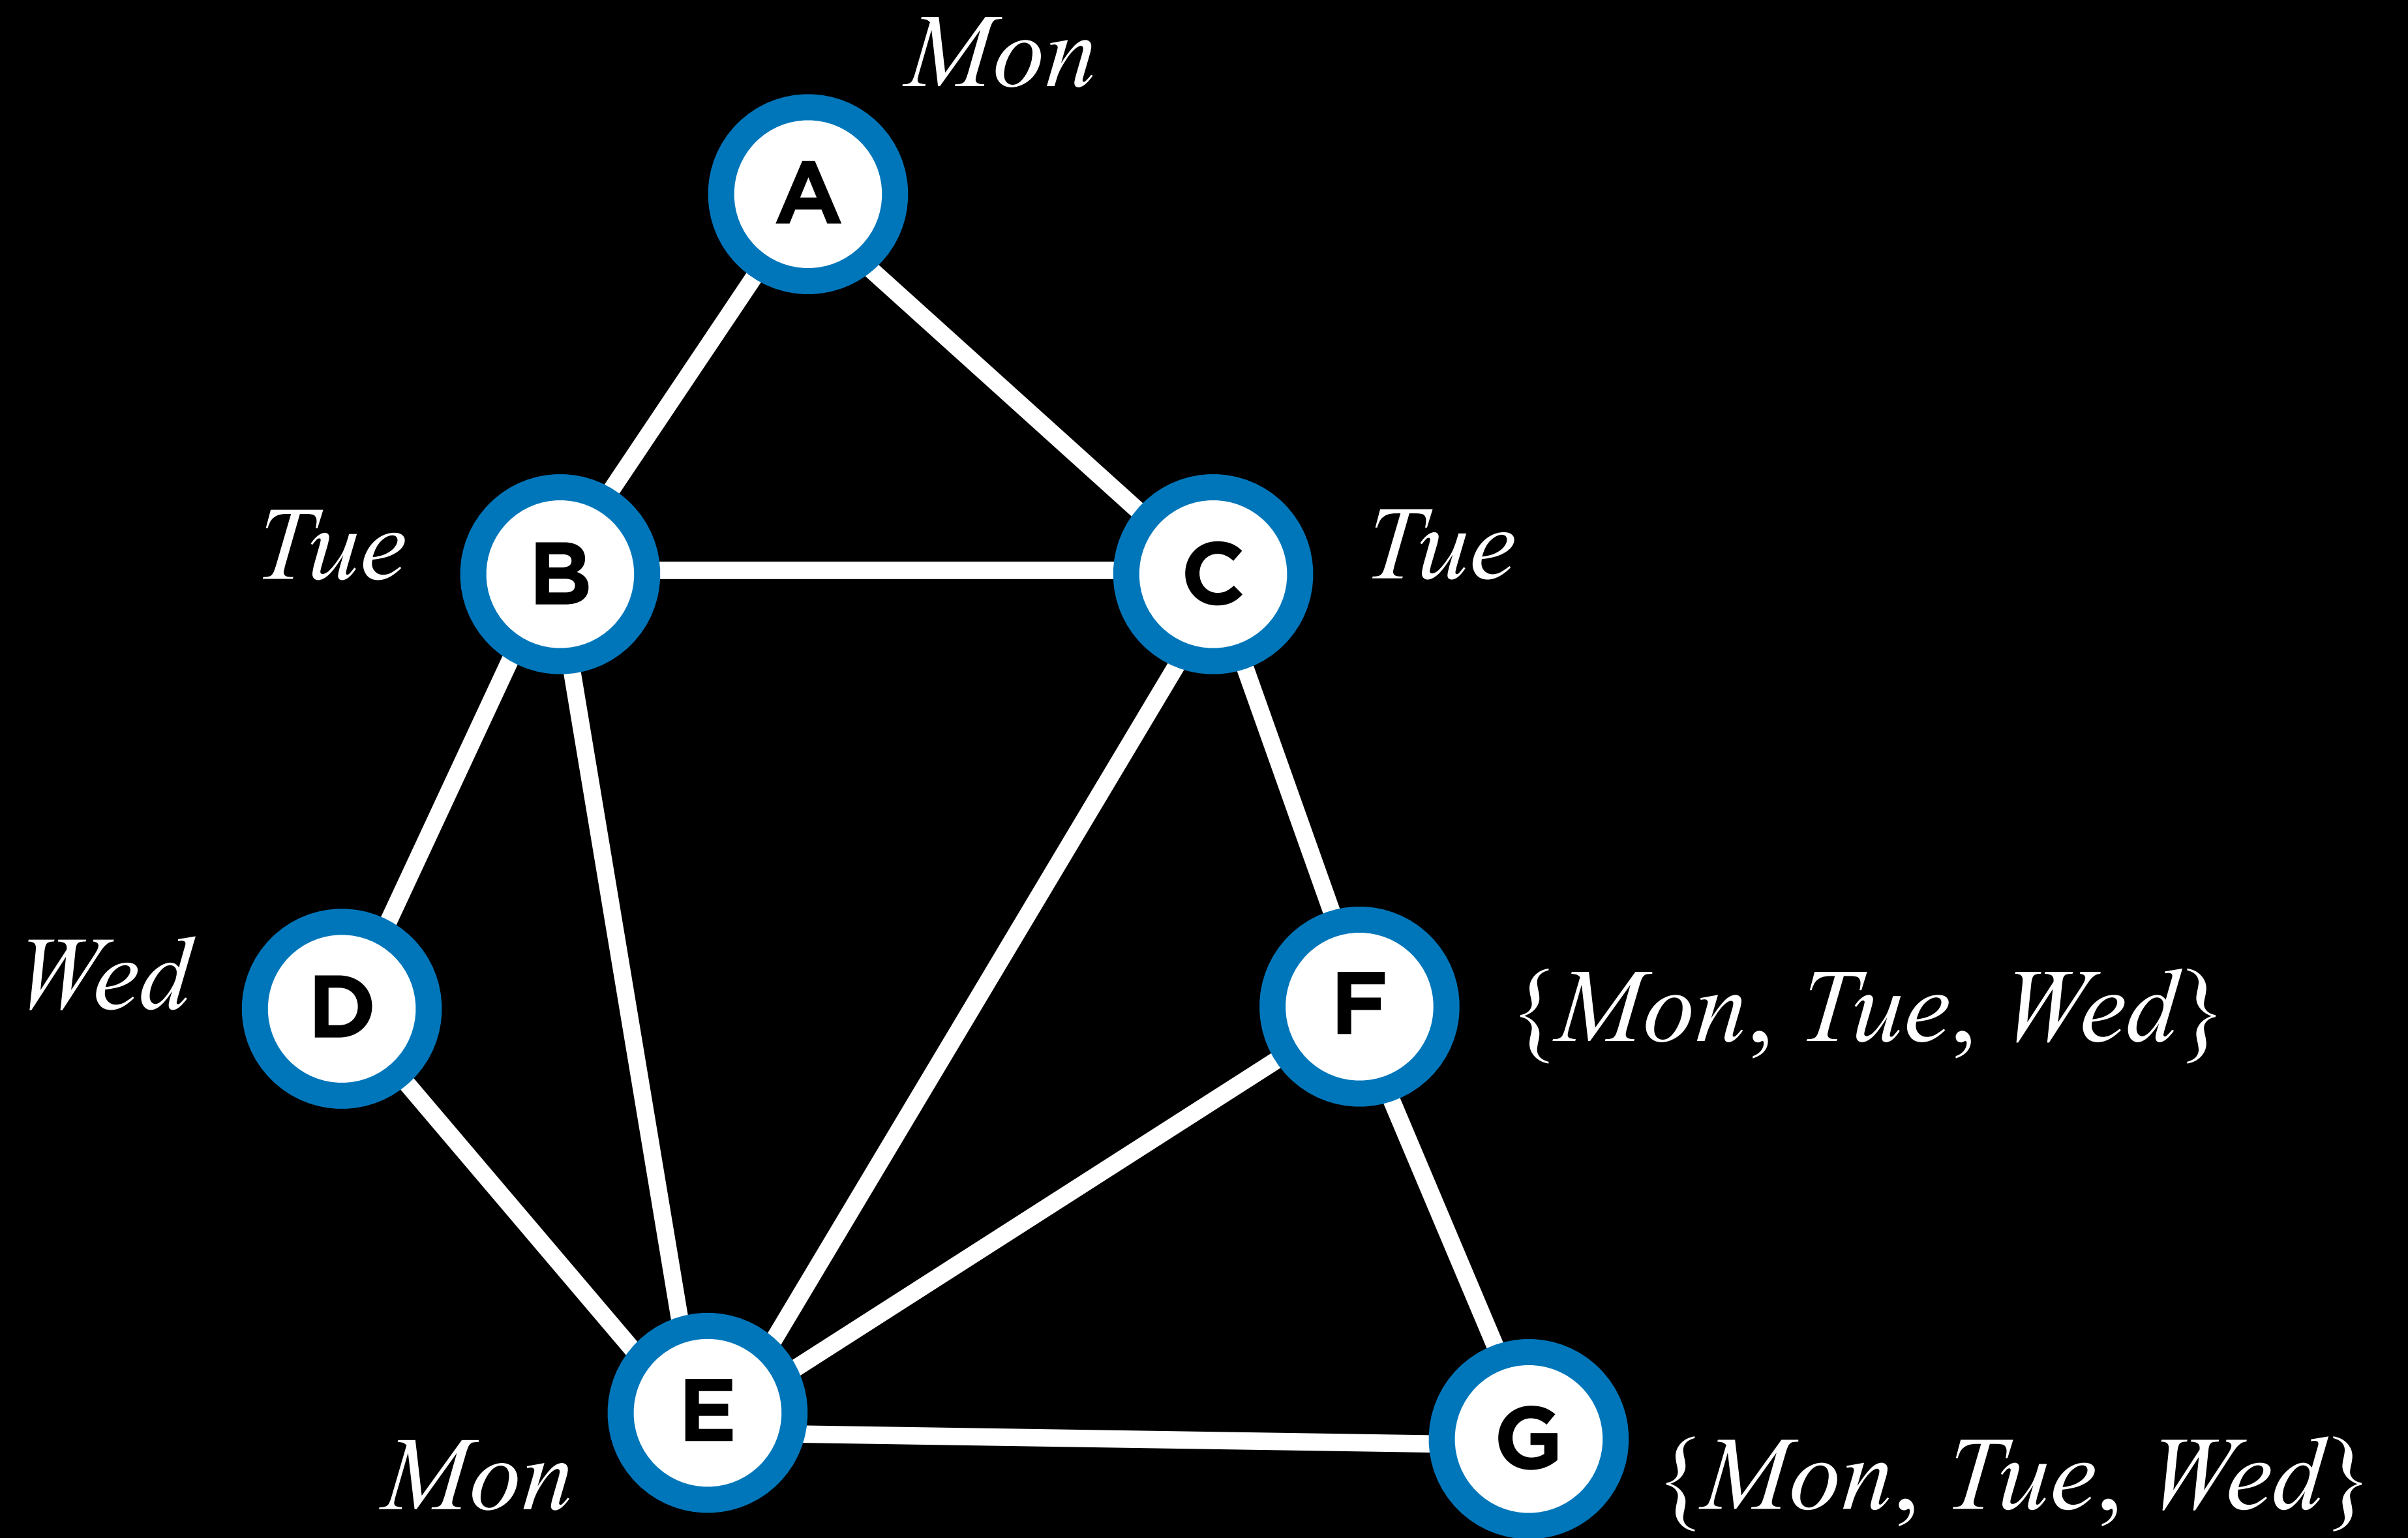 Mon
A
Tue B C Tue
Wed D F {Mon, Tue, Wed}
E
Mon G {Mon, Tue, Wed}